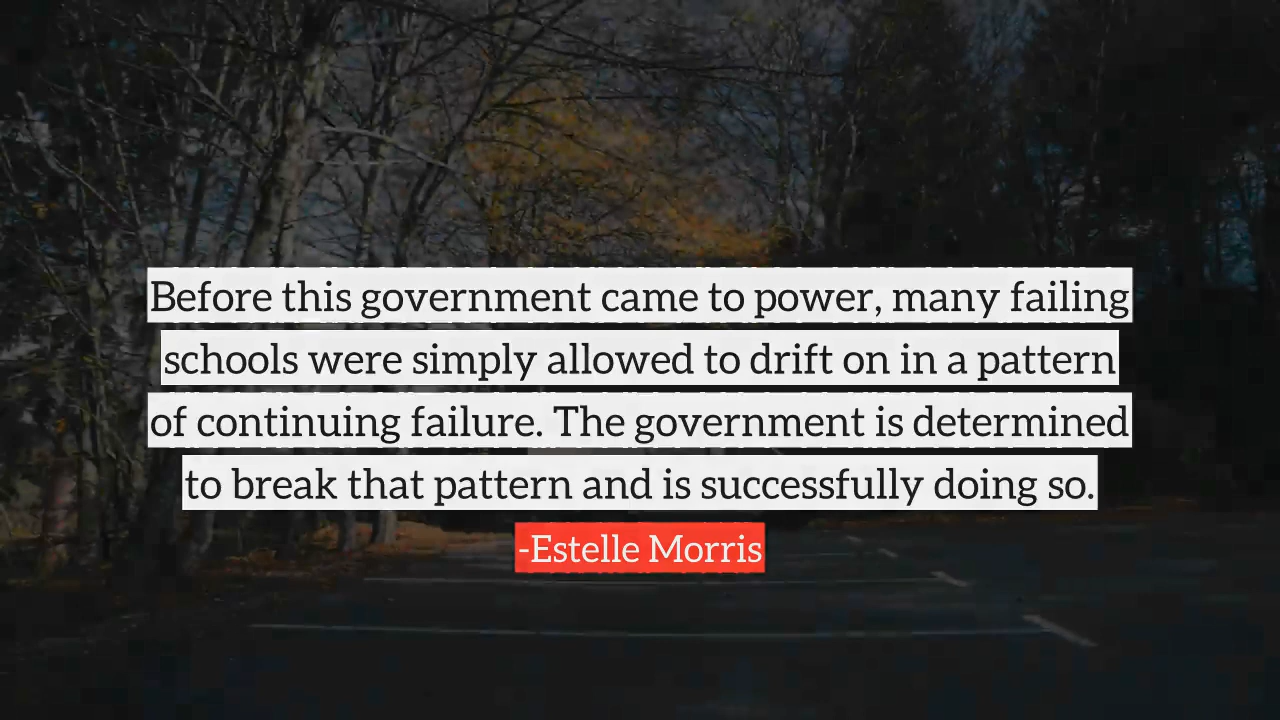 Before this government came to power, many failing
schools were simply allowed to drift on in a pattern
of continuing failure. The government is determined
to break that pattern and is successfully doing so.
-Estelle Morris